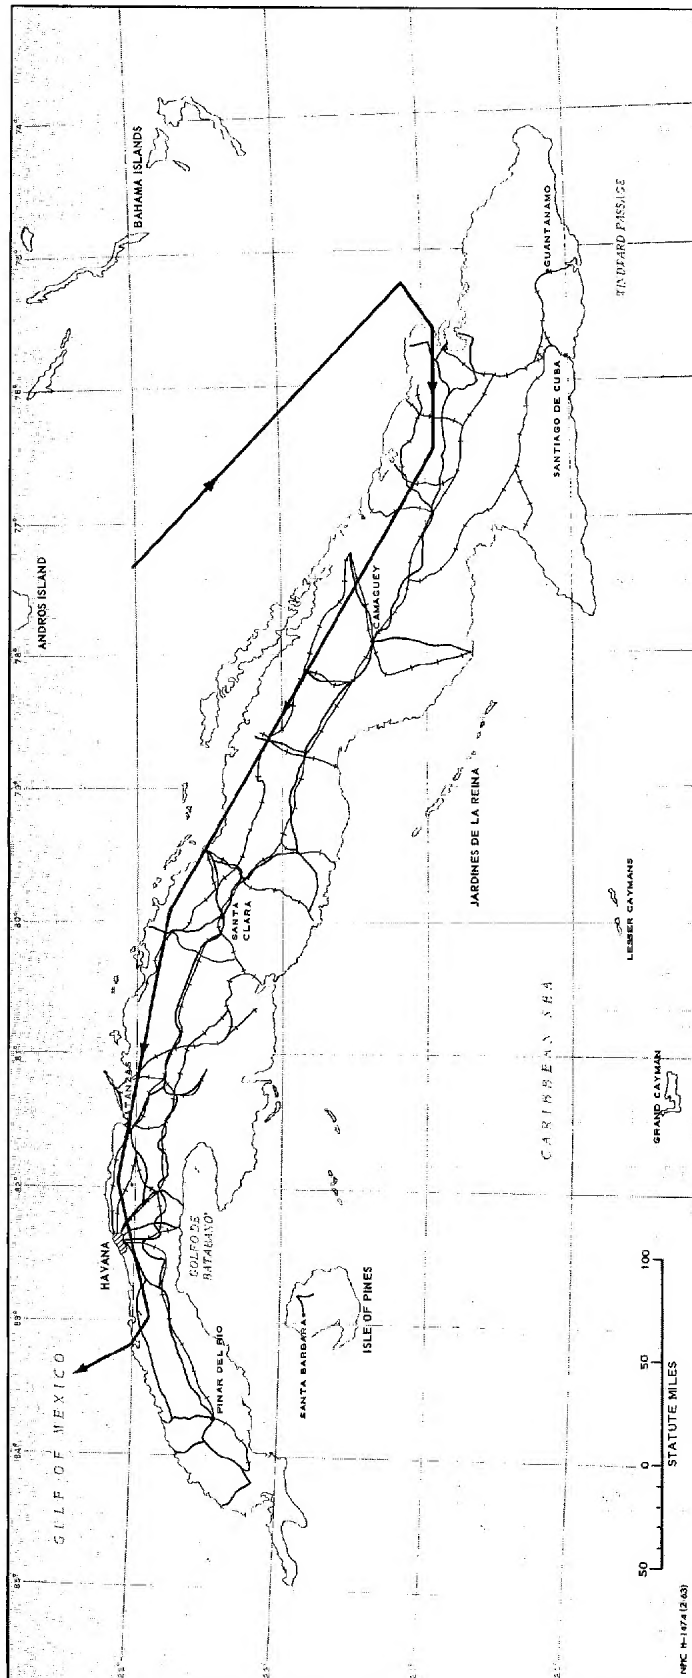 GULF OF MEXICO
HAVANA
ANDROS ISLAND
BAHAMA ISLANDS
85°
84°
83°
82°
81°
80°
79°
78°
77°
76°
75°
74°
PINAR DEL RIO
GOLFO DE
BATABANO
SANTA BARBARA
ISLE OF PINES
SANTA
CLARA
CAMAGUEY
GUANTANAMO
SANTIAGO DE CUBA
JARDINES DE LA REINA
CARIBBEAN SEA
LESSER CAYMANS
GRAND CAYMAN
PASSAGE
50 0 50 100
STATUTE MILES
NPIC H-1474 (2/63)